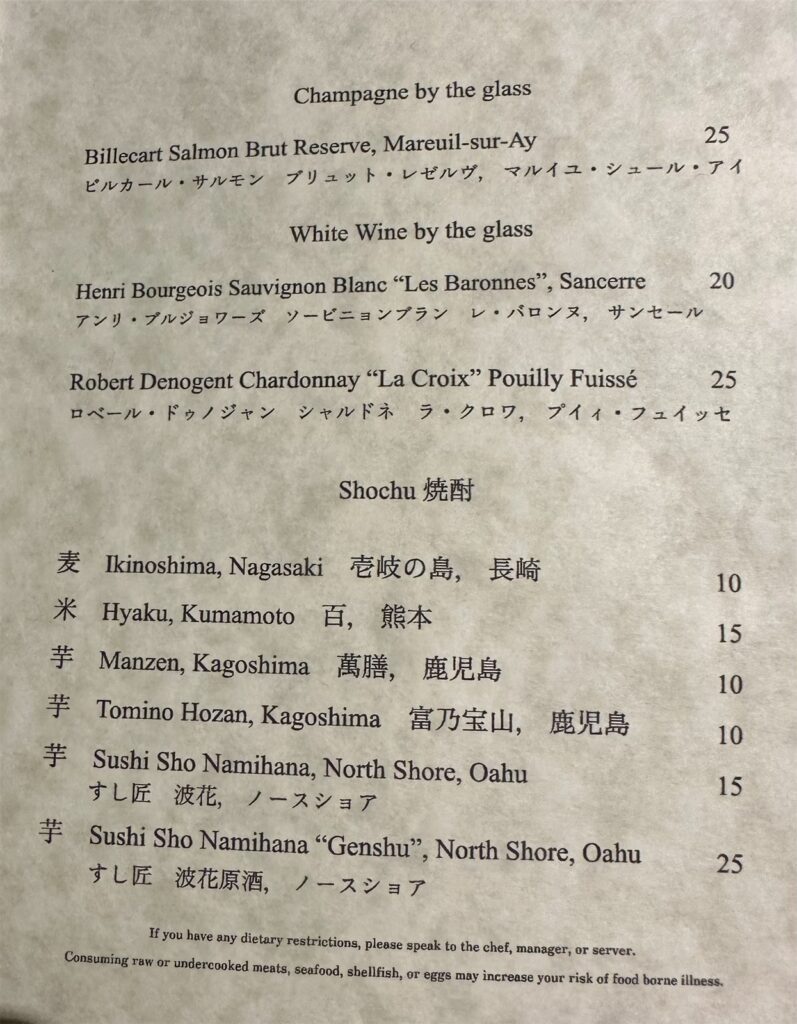 Champagne by the glass
Billecart Salmon Brut Reserve, Mareuil-sur-Ay 25
ビルカール・サルモン　ブリュット・レゼルヴ,　マルイユ・シュール・アイ
White Wine by the glass
Henri Bourgeois Sauvignon Blanc “Les Baronnes”, Sancerre 20
アンリ・ブルジョワーズ　ソービニョンブラン　レ・バロンヌ,　サンセール
Robert Denogent Chardonnay “La Croix” Pouilly Fuissé 25
ロベール・ドゥノジャン　シャルドネ　ラ・クロワ,　プイィ・フュイッセ
Shochu 焼酎
麦　Ikinoshima, Nagasaki　壱岐の島,　長崎 10
米　Hyaku, Kumamoto　百,　熊本 15
芋　Manzen, Kagoshima　萬膳,　鹿児島 10
芋　Tomino Hozan, Kagoshima　富乃宝山,　鹿児島 10
芋　Sushi Sho Namihana, North Shore, Oahu 15
すし匠　波花,　ノースショア
芋　Sushi Sho Namihana “Genshu”, North Shore, Oahu 25
すし匠　波花原酒,　ノースショア
If you have any dietary restrictions, please speak to the chef, manager, or server.
Consuming raw or undercooked meats, seafood, shellfish, or eggs may increase your risk of food borne illness.